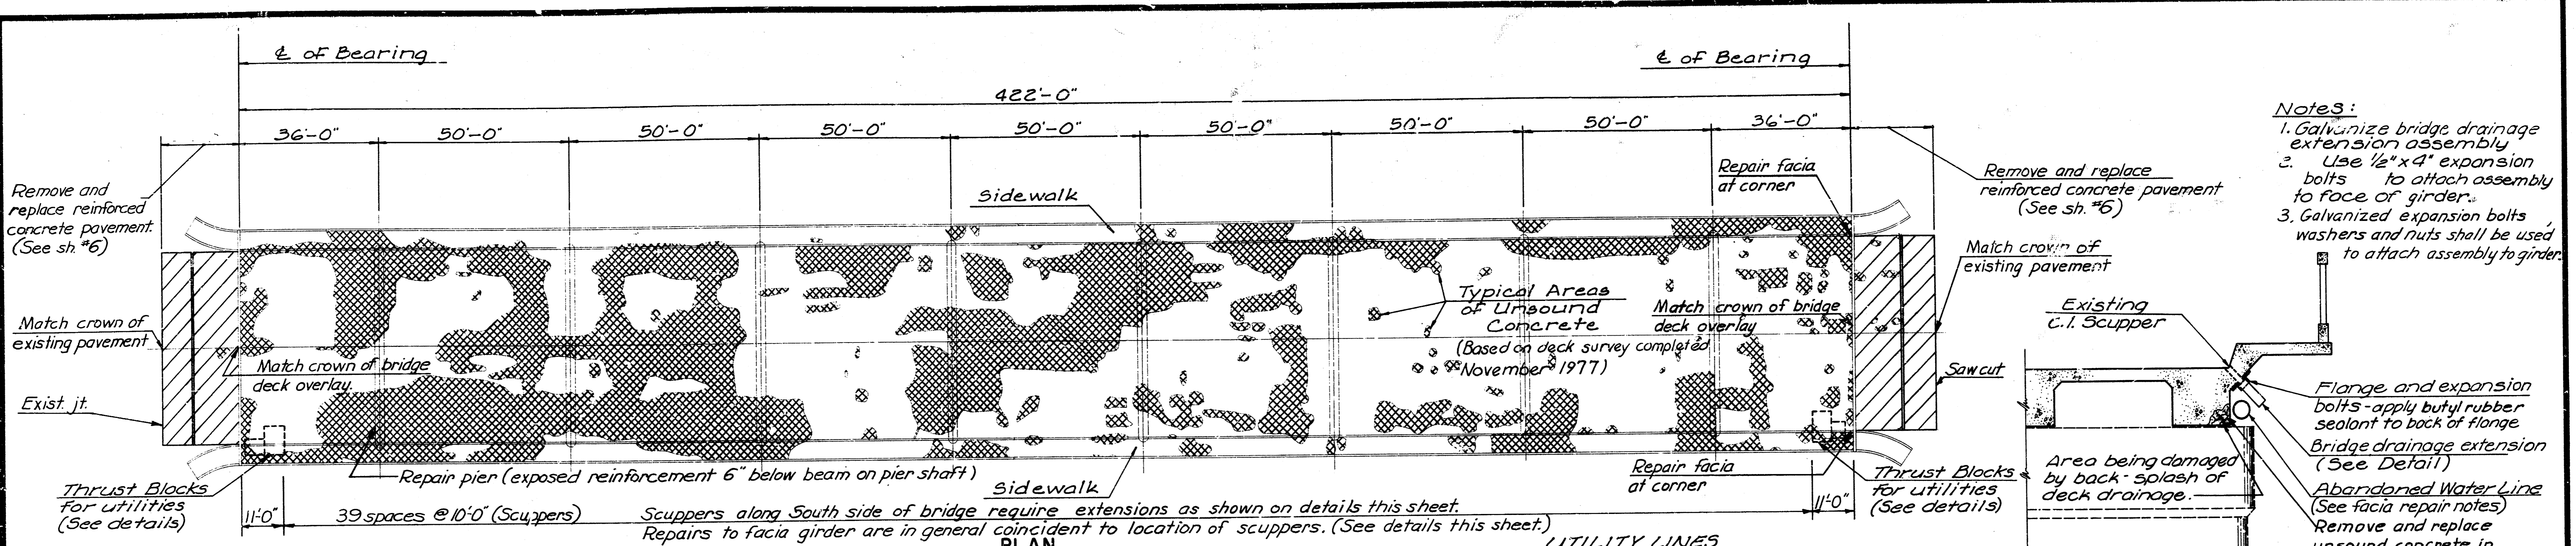 ℄ of Bearing
℄ of Bearing
422'-0"
36'-0"
50'-0"
50'-0"
50'-0"
50'-0"
50'-0"
50'-0"
50'-0"
36'-0"
Remove and
replace reinforced
concrete pavement.
(See sh. #6)
Sidewalk
Repair facia
at corner
Remove and replace
reinforced concrete pavement
(See sh. #6)
Match crown of
existing pavement
Match crown of
existing pavement
Match crown of bridge
deck overlay.
Typical Areas
of Unsound
Concrete
(Based on deck survey completed
November 1977)
Match crown of bridge
deck overlay
Exist. jt.
Saw cut
Repair pier (exposed reinforcement 6" below beam on pier shaft)
Sidewalk
Repair facia
at corner
Thrust Blocks
for utilities
(See details)
Thrust Blocks
for utilities
(See details)
11'-0"
39 spaces @ 10'-0" (Scuppers)
11'-0"
Scuppers along South side of bridge require extensions as shown on details this sheet.
Repairs to facia girder are in general coincident to location of scuppers. (See details this sheet.)
PLAN
UTILITY LINES
Notes:
1. Galvanize bridge drainage
extension assembly
2. Use 1/2" x 4" expansion
bolts to attach assembly
to face of girder.
3. Galvanized expansion bolts,
washers and nuts shall be used
to attach assembly to girder.
Existing
C.I. Scupper
Flange and expansion
bolts - apply butyl rubber
sealant to back of flange
Bridge drainage extension
(See Detail)
Area being damaged
by back-splash of
deck drainage.
Abandoned Water Line
(See facia repair notes)
Remove and replace
unsound concrete in